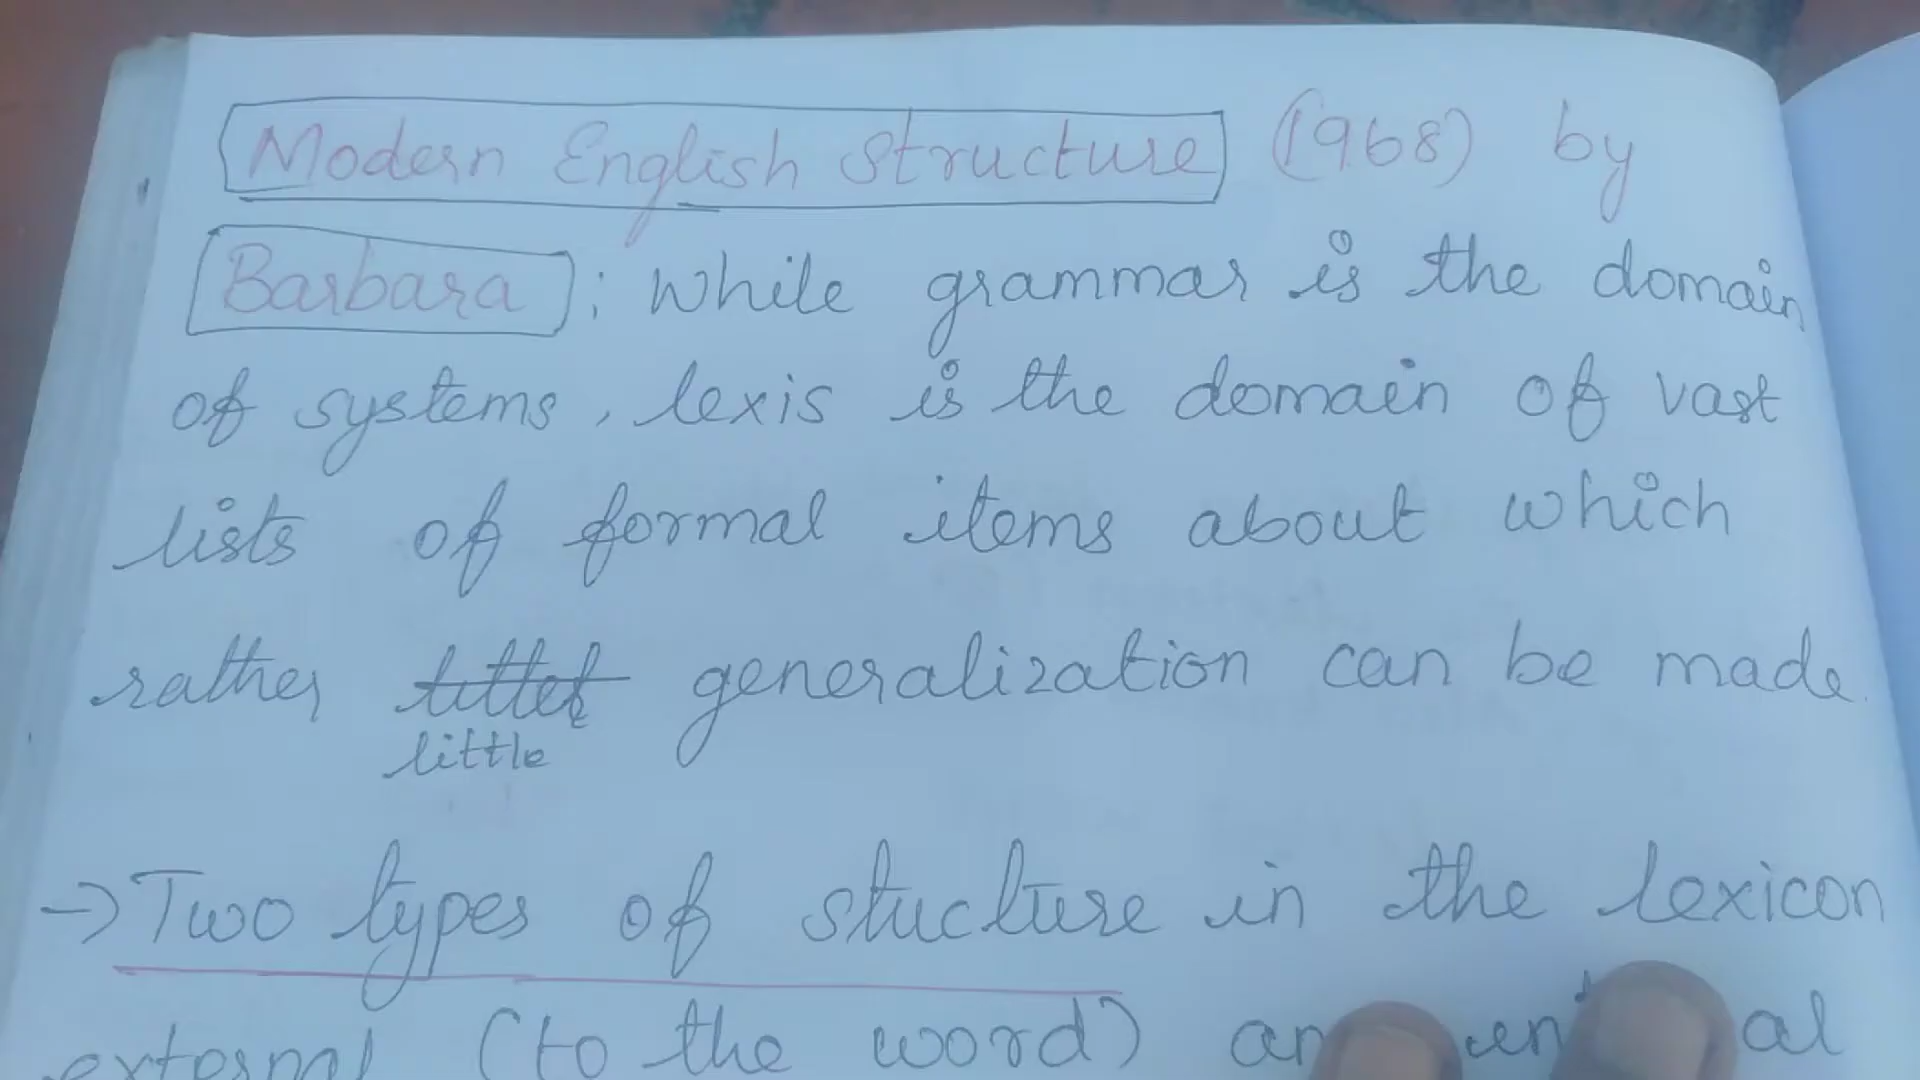 Modern English Structure (1968) by
Barbara ; While grammar is the domain
of systems, lexis is the domain of vast
lists of formal items about which
rather generalization can be made.
little
→ Two types of stucture in the lexicon
external (to the word)